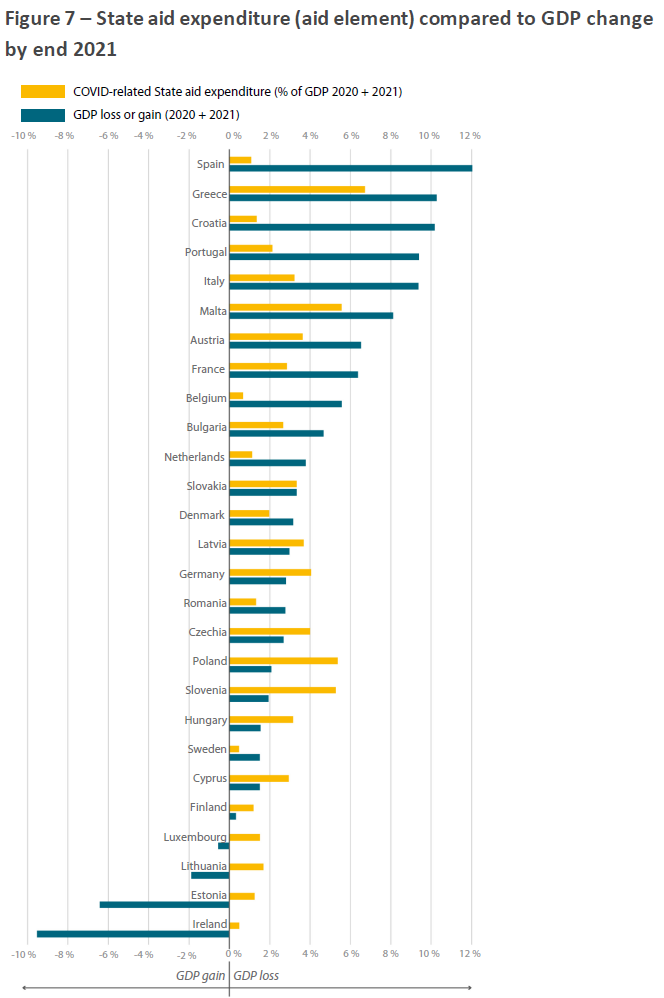 Figure 7 – State aid expenditure (aid element) compared to GDP change
by end 2021
COVID-related State aid expenditure (% of GDP 2020 + 2021)
GDP loss or gain (2020 + 2021)
-10 % -8 % -6 % -4 % -2 % 0 % 2 % 4 % 6 % 8 % 10 % 12 %
Spain
Greece
Croatia
Portugal
Italy
Malta
Austria
France
Belgium
Bulgaria
Netherlands
Slovakia
Denmark
Latvia
Germany
Romania
Czechia
Poland
Slovenia
Hungary
Sweden
Cyprus
Finland
Luxembourg
Lithuania
Estonia
Ireland
-10 % -8 % -6 % -4 % -2 % 0 % 2 % 4 % 6 % 8 % 10 % 12 %
GDP gain GDP loss